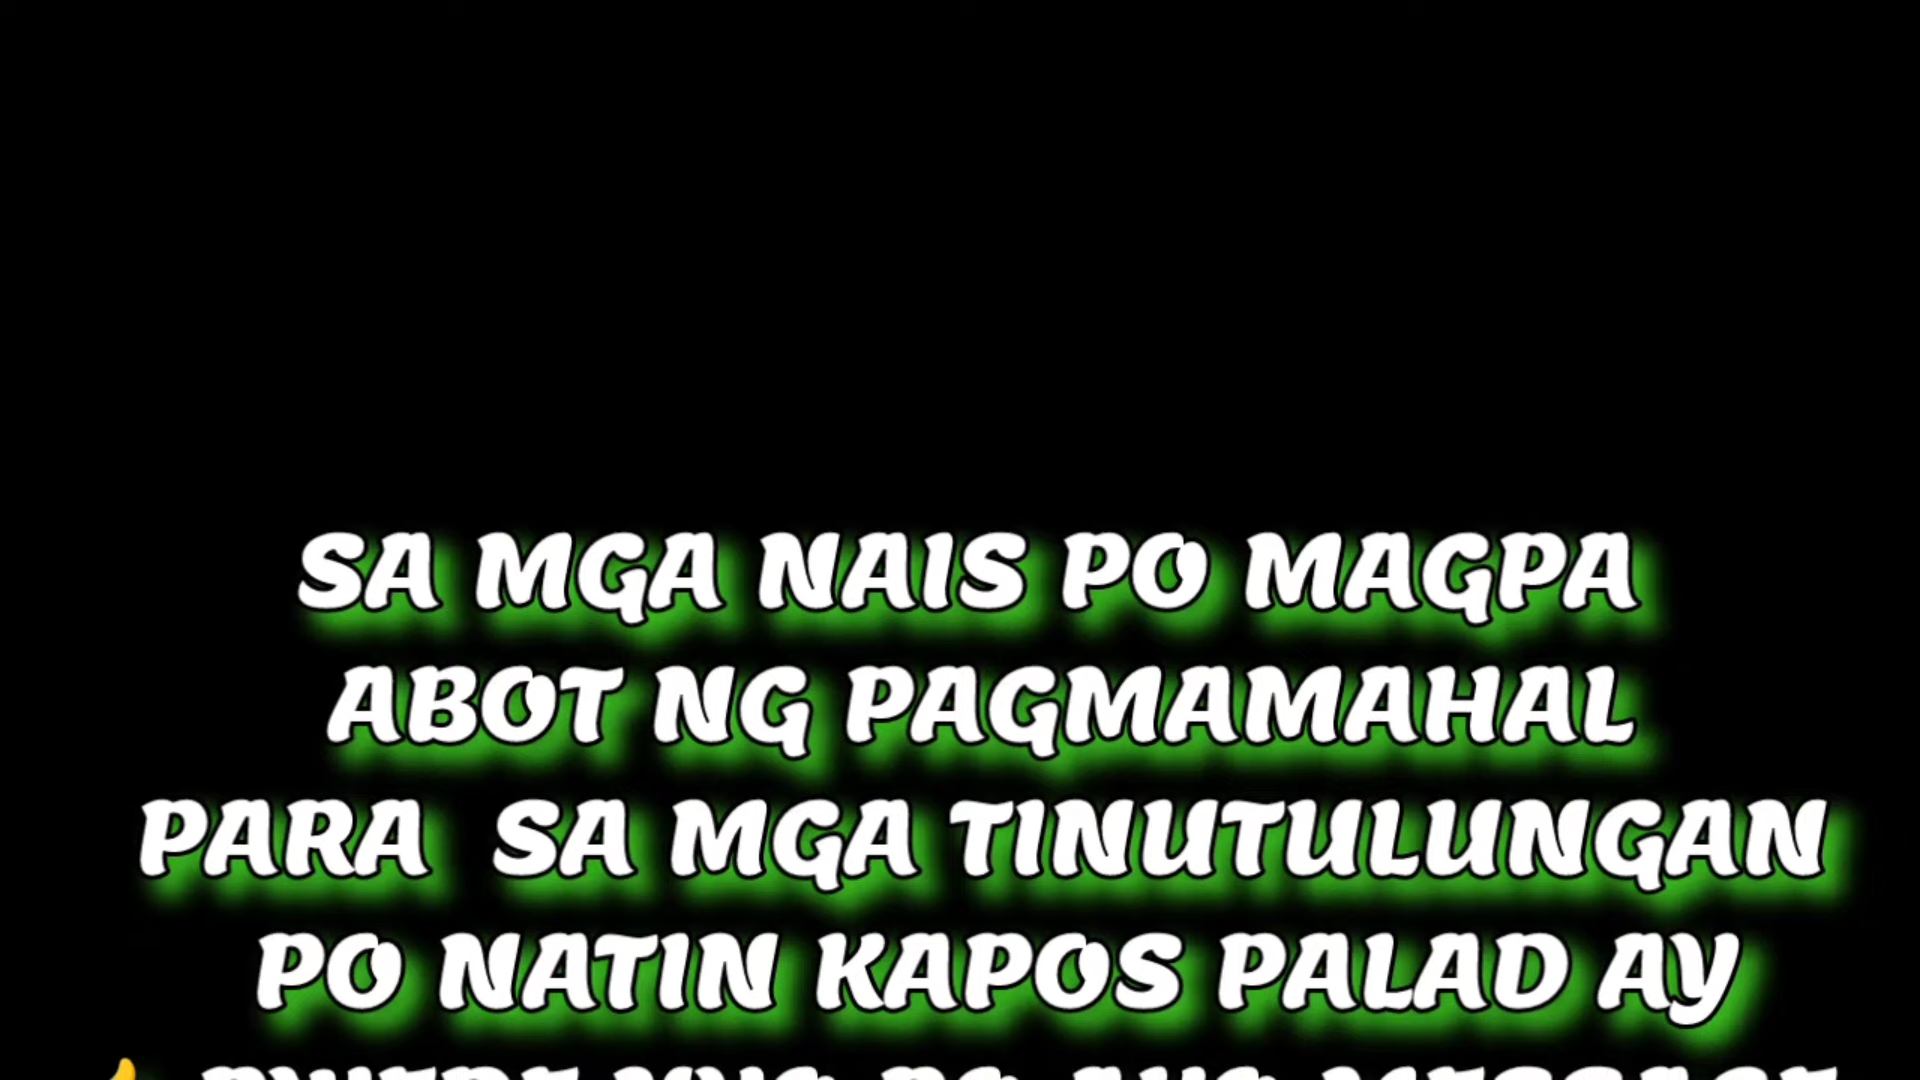 SA MGA NAIS PO MAGPA
ABOT NG PAGMAMAHAL
PARA SA MGA TINUTULUNGAN
PO NATIN KAPOS PALAD AY